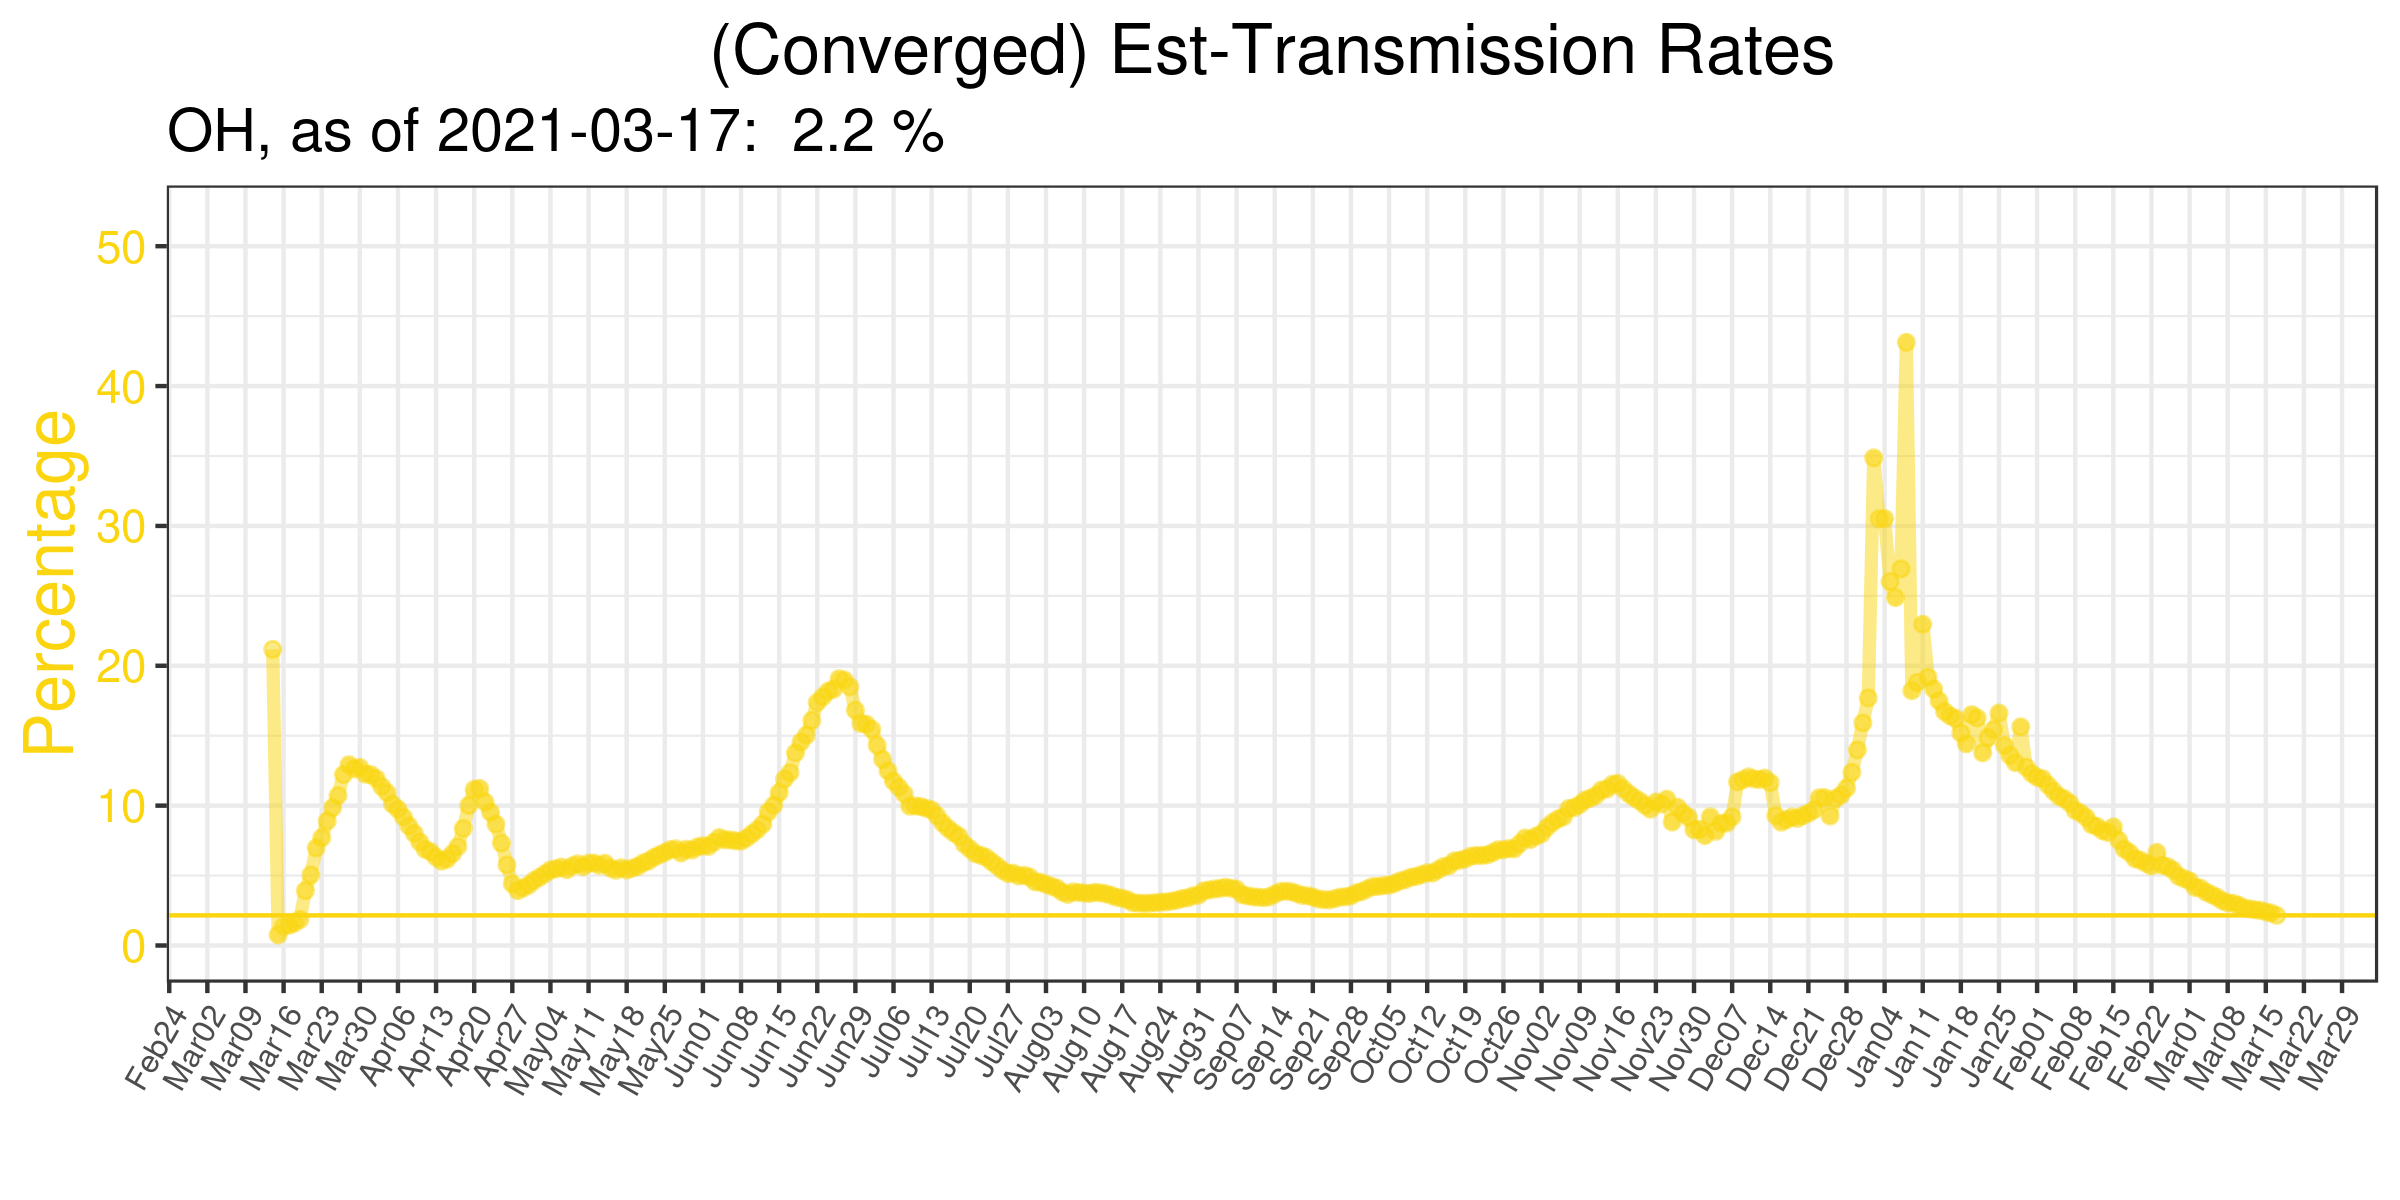 (Converged) Est-Transmission Rates
OH, as of 2021-03-17:  2.2 %
Percentage
50
40
30
20
10
0
Feb24
Mar02
Mar09
Mar16
Mar23
Mar30
Apr06
Apr13
Apr20
Apr27
May04
May11
May18
May25
Jun01
Jun08
Jun15
Jun22
Jun29
Jul06
Jul13
Jul20
Jul27
Aug03
Aug10
Aug17
Aug24
Aug31
Sep07
Sep14
Sep21
Sep28
Oct05
Oct12
Oct19
Oct26
Nov02
Nov09
Nov16
Nov23
Nov30
Dec07
Dec14
Dec21
Dec28
Jan04
Jan11
Jan18
Jan25
Feb01
Feb08
Feb15
Feb22
Mar01
Mar08
Mar15
Mar22
Mar29